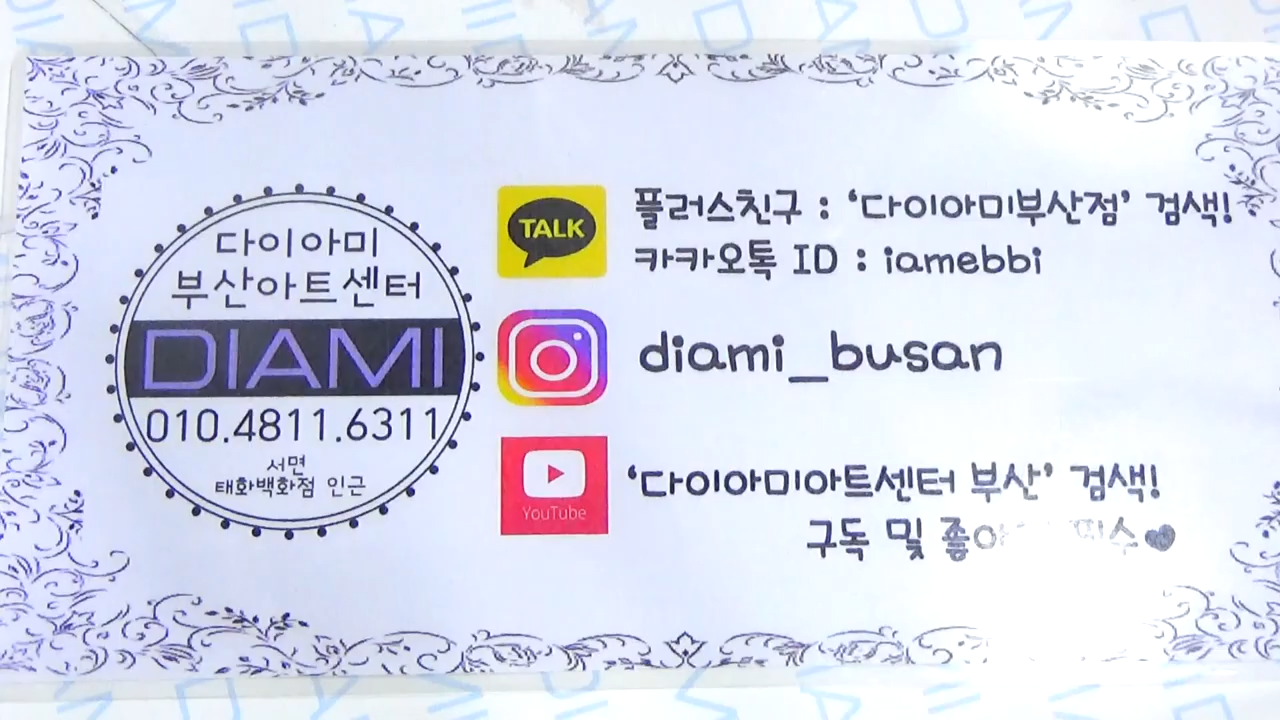 다이아미
부산아트센터
DIAMI
010.4811.6311
서면
태화백화점 인근
TALK
플러스친구 : ‘다이아미부산점’ 검색!
카카오톡 ID : iamebbi
diami_busan
YouTube
‘다이아미아트센터 부산’ 검색!
구독 및